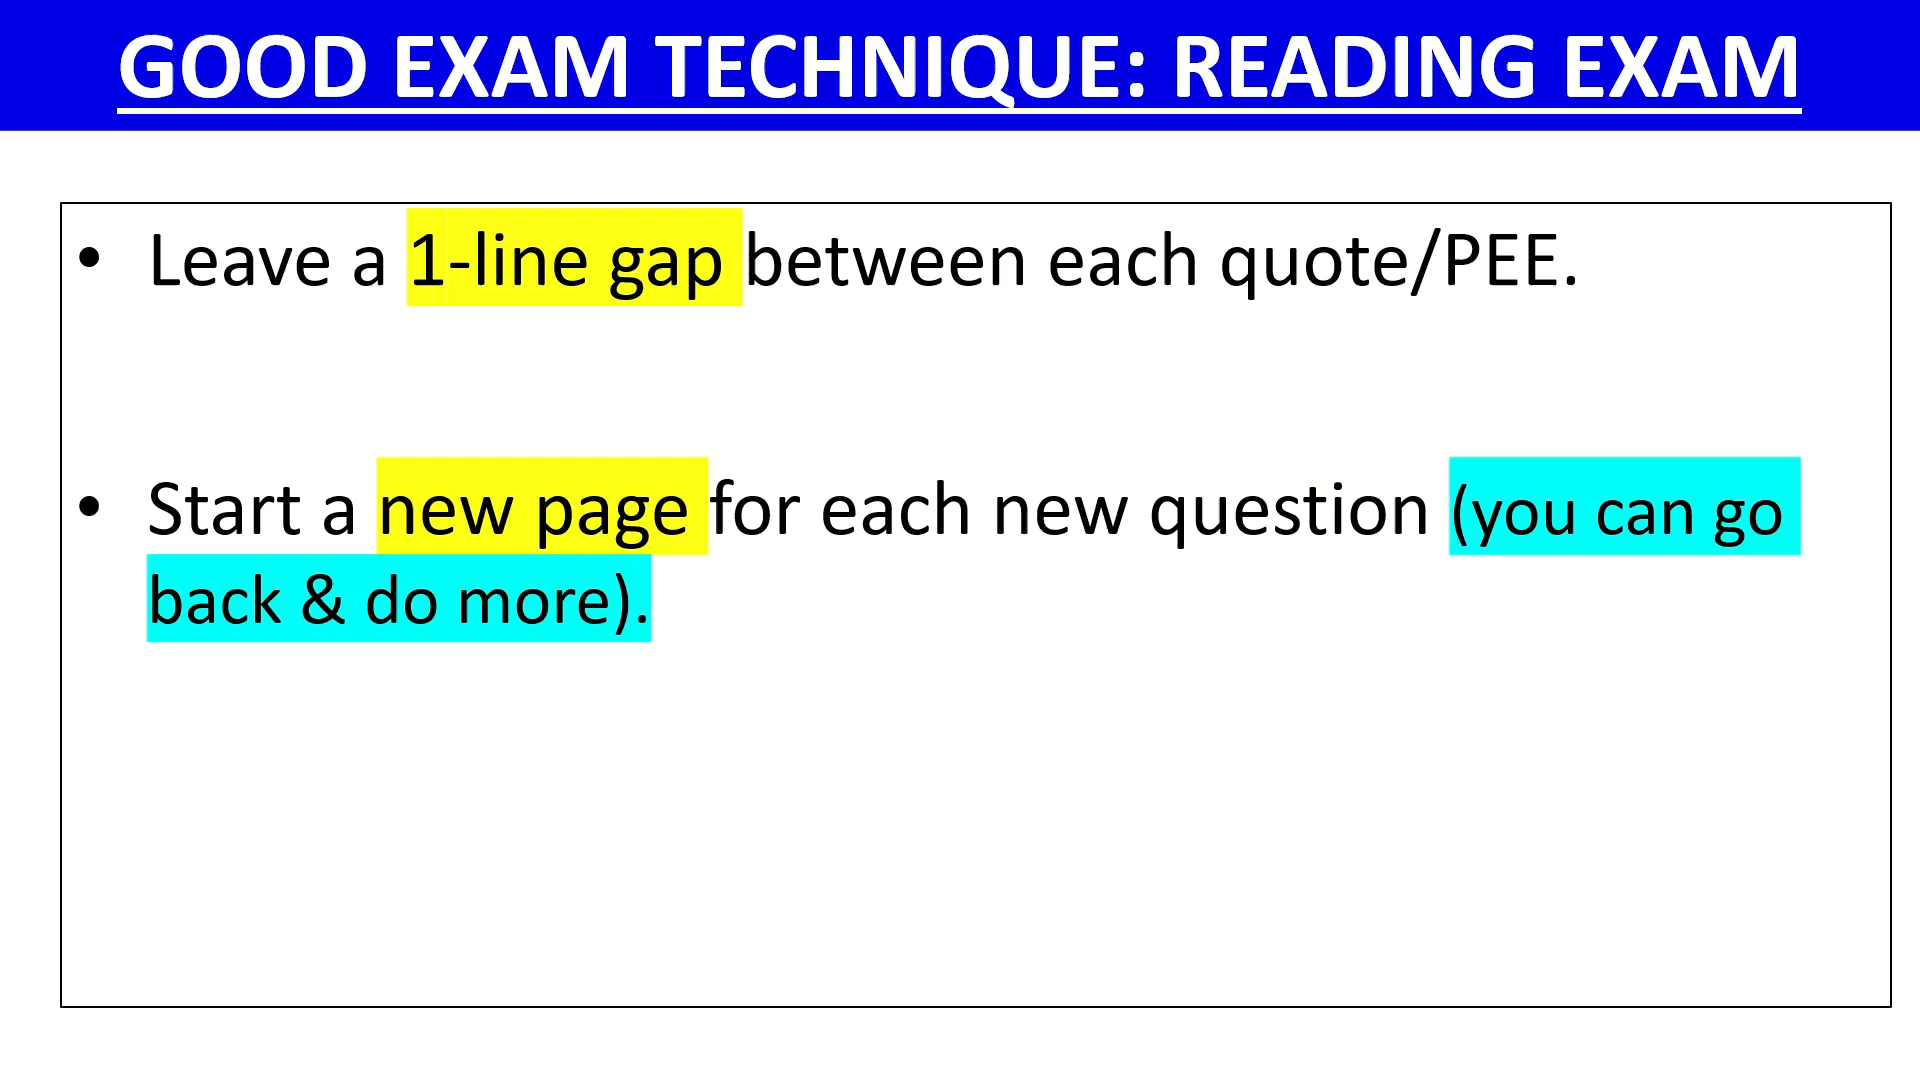 GOOD EXAM TECHNIQUE: READING EXAM
• Leave a 1-line gap between each quote/PEE.
• Start a new page for each new question (you can go
back & do more).